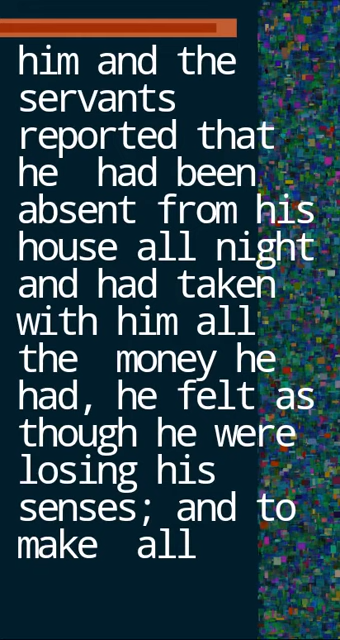 him and the
servants
reported that
he  had been
absent from his
house all night
and had taken
with him all
the  money he
had, he felt as
though he were
losing his
senses; and to
make  all